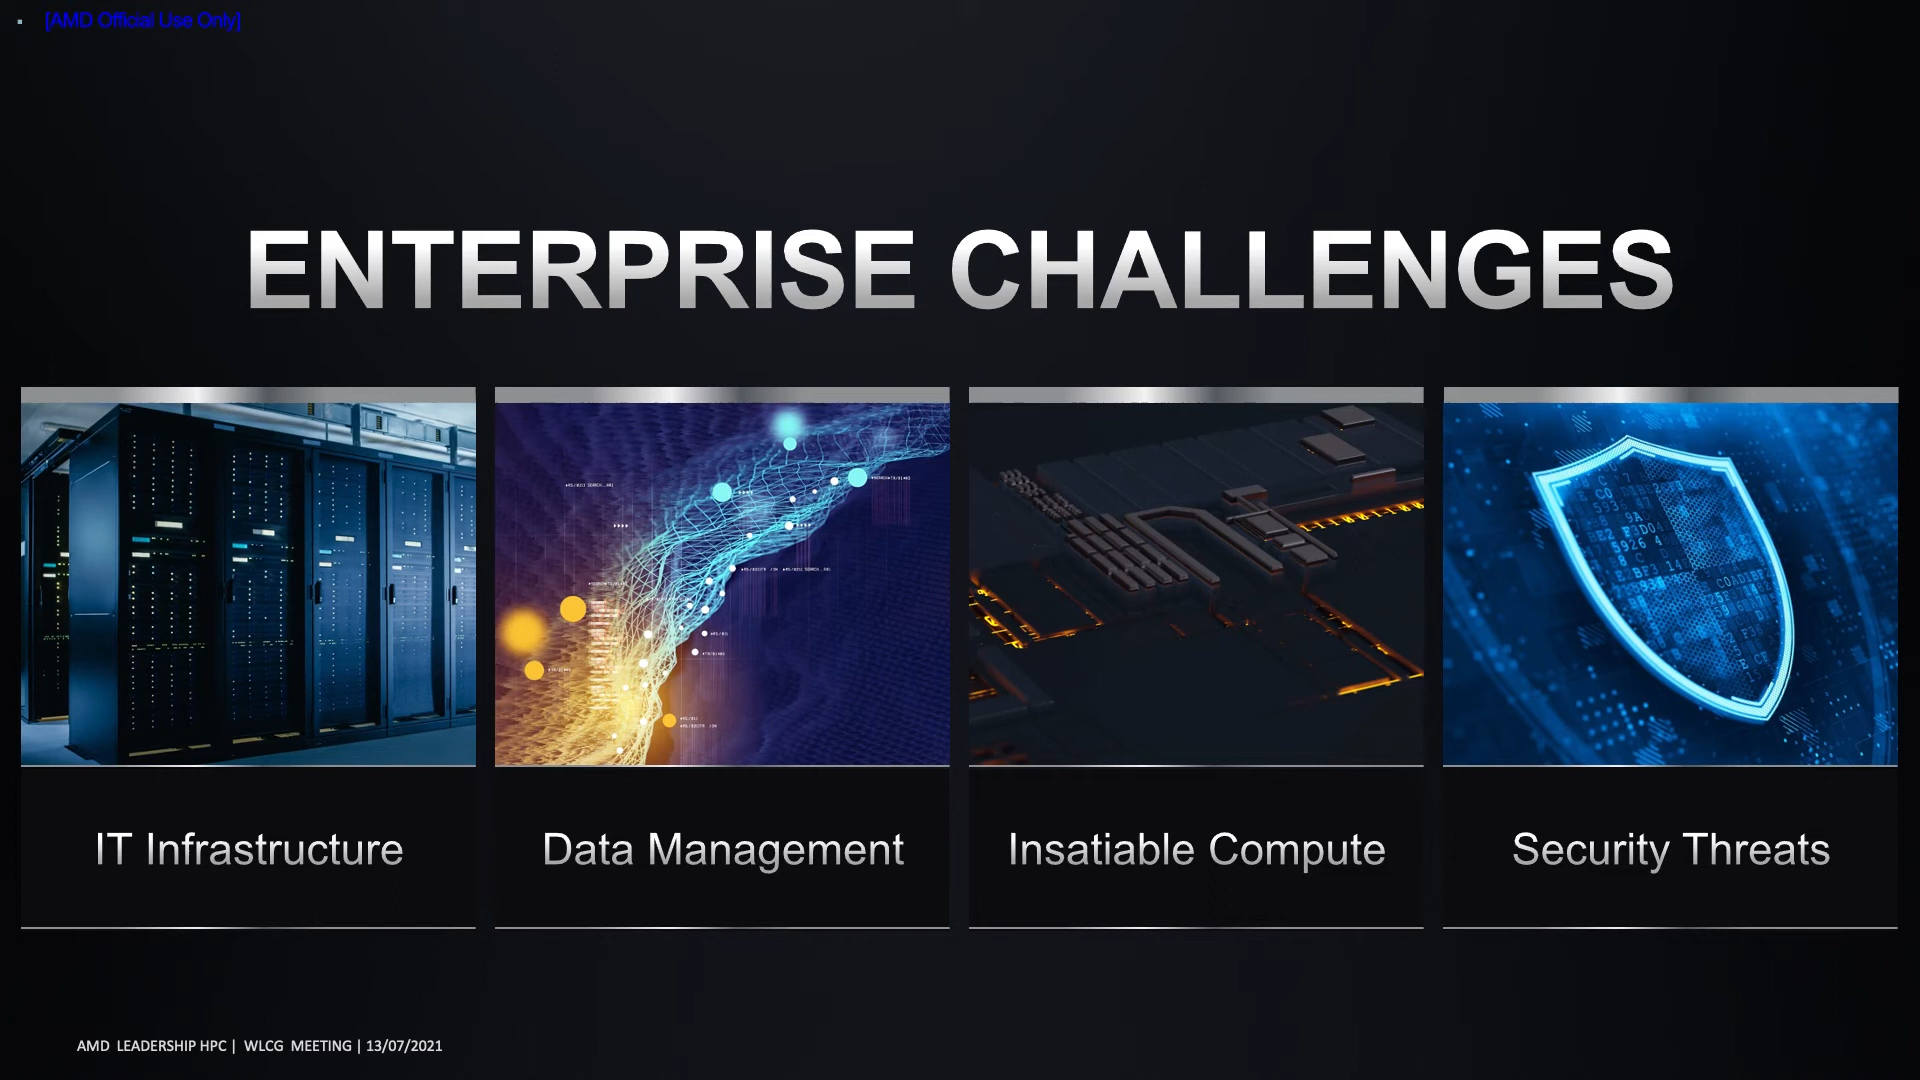 [AMD Official Use Only]
ENTERPRISE CHALLENGES
IT Infrastructure
Data Management
Insatiable Compute
Security Threats
AMD LEADERSHIP HPC | WLCG MEETING | 13/07/2021